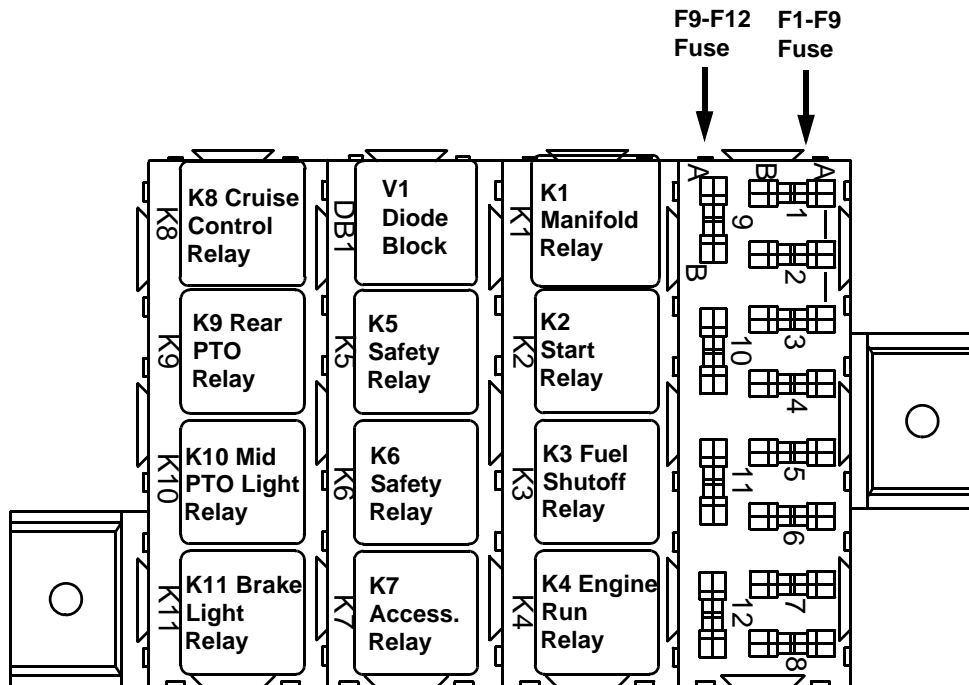 F9-F12
Fuse
F1-F9
Fuse
K8
K8 Cruise
Control
Relay
DB1
V1
Diode
Block
K1
K1
Manifold
Relay
A
9
B
B
A
1
2
K9
K9 Rear
PTO
Relay
K5
K5
Safety
Relay
K2
K2
Start
Relay
10
3
4
K10
K10 Mid
PTO Light
Relay
K6
K6
Safety
Relay
K3
K3 Fuel
Shutoff
Relay
11
5
6
K11
K11 Brake
Light
Relay
K7
K7
Access.
Relay
K4
K4 Engine
Run
Relay
12
7
8